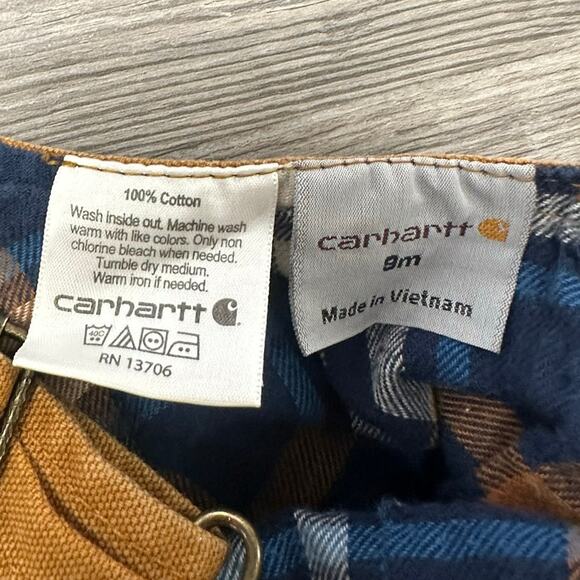 100% Cotton
Wash inside out. Machine wash
warm with like colors. Only non
chlorine bleach when needed.
Tumble dry medium.
Warm iron if needed.
carhartt
40C
RN 13706
carhartt
9m
Made in Vietnam